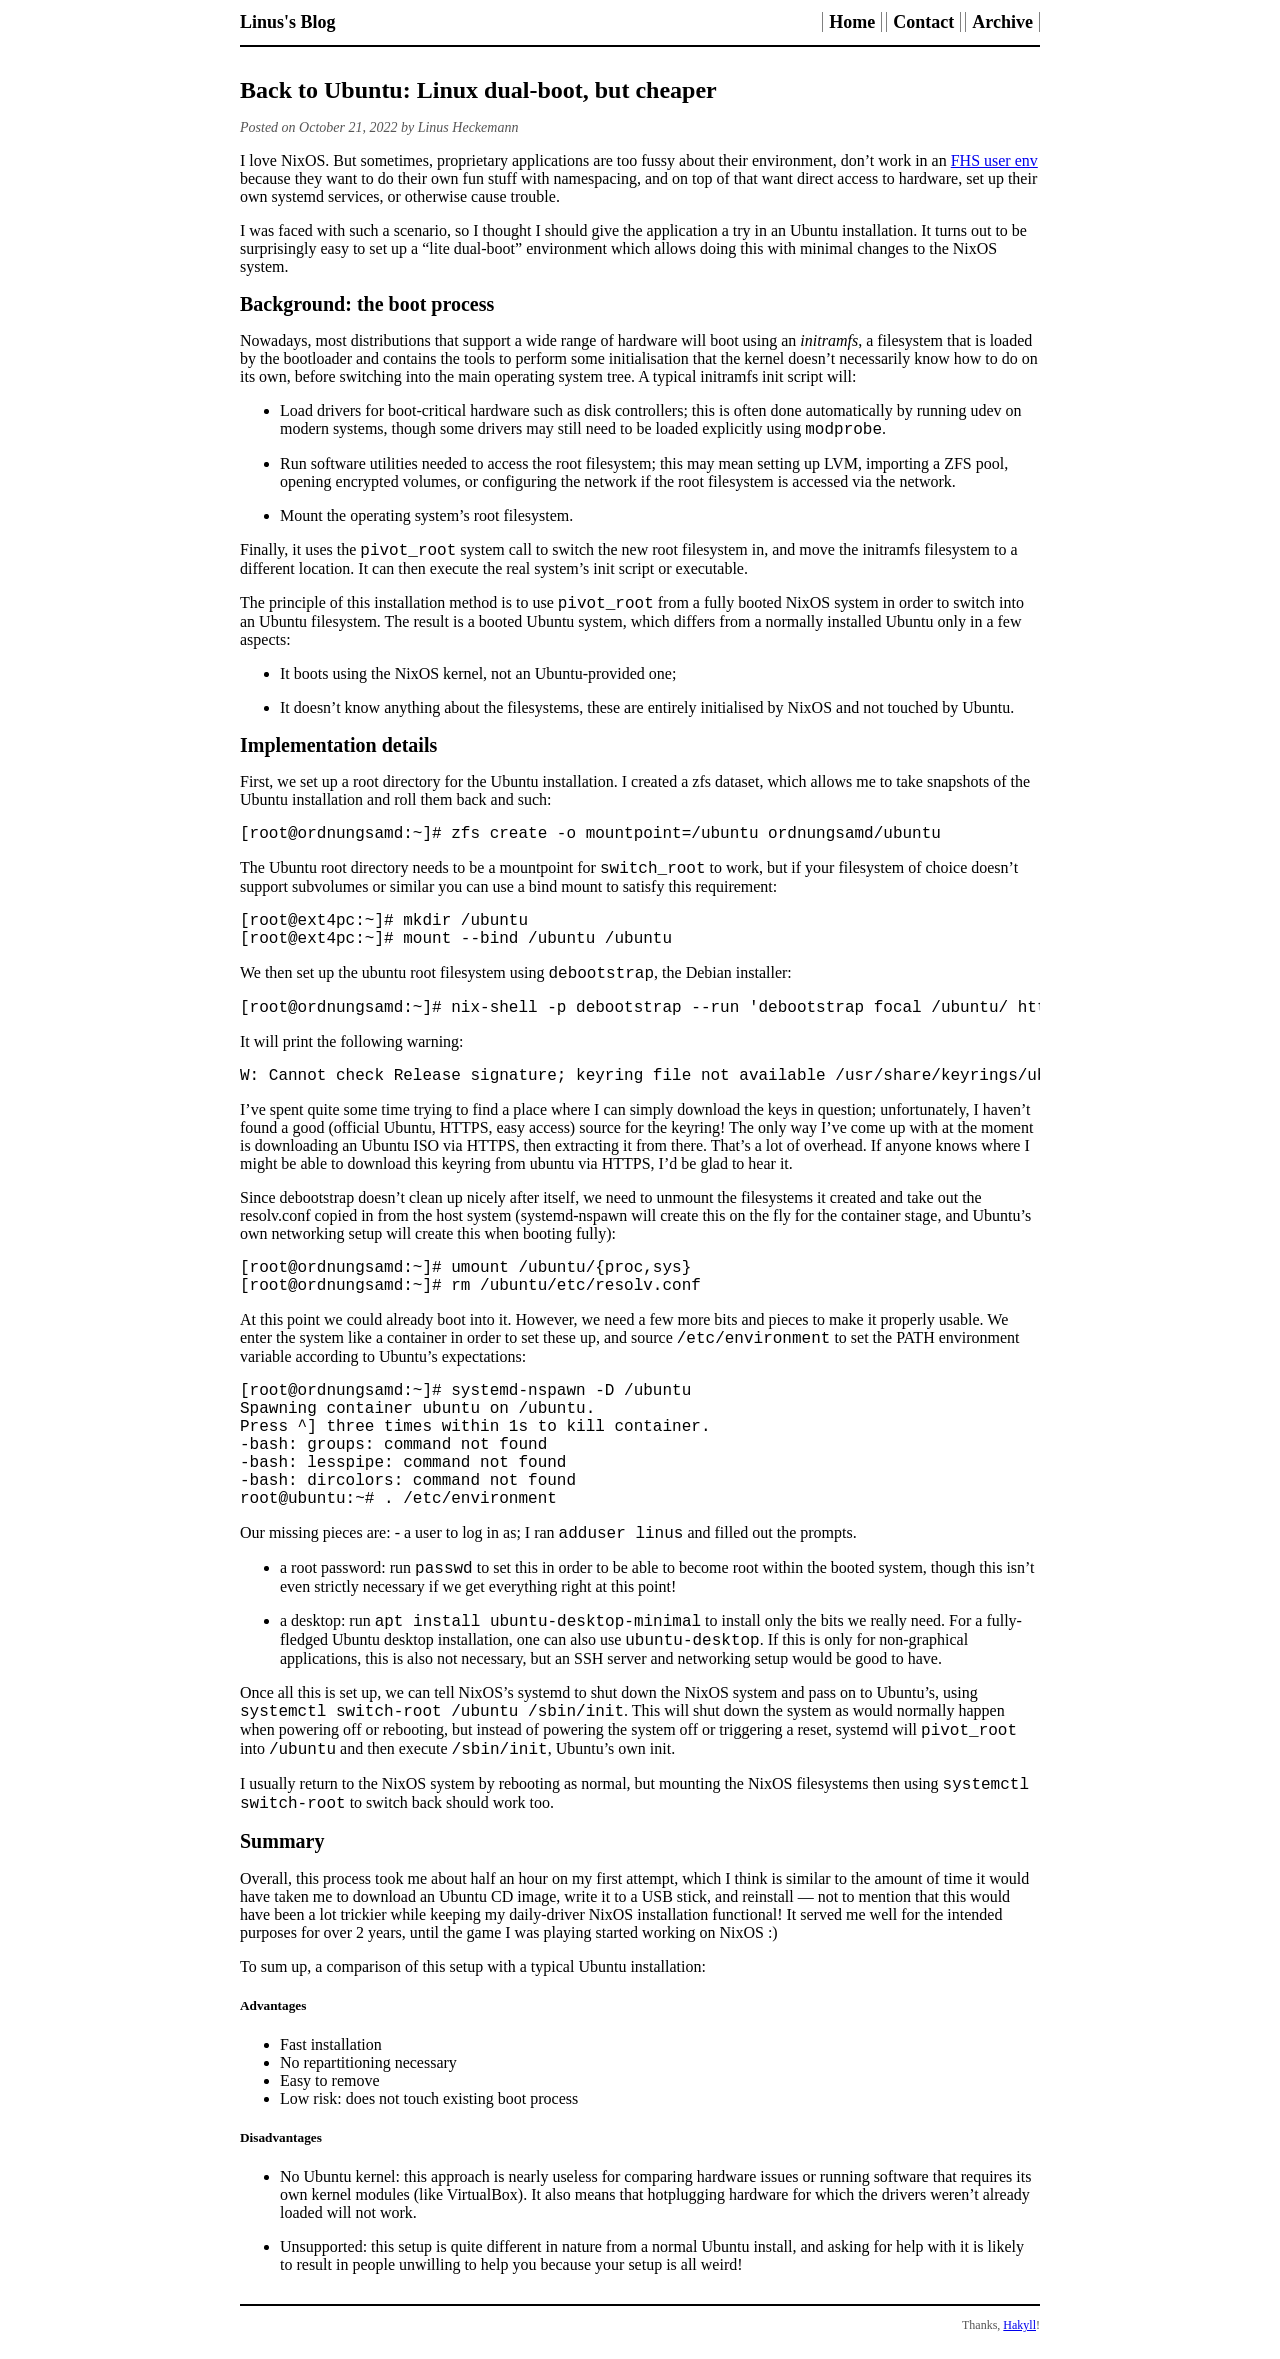 Linus's Blog
Home Contact Archive
Back to Ubuntu: Linux dual-boot, but cheaper
Posted on October 21, 2022 by Linus Heckemann
I love NixOS. But sometimes, proprietary applications are too fussy about their environment, don’t work in an FHS user env
because they want to do their own fun stuff with namespacing, and on top of that want direct access to hardware, set up their
own systemd services, or otherwise cause trouble.
I was faced with such a scenario, so I thought I should give the application a try in an Ubuntu installation. It turns out to be
surprisingly easy to set up a “lite dual-boot” environment which allows doing this with minimal changes to the NixOS
system.
Background: the boot process
Nowadays, most distributions that support a wide range of hardware will boot using an initramfs, a filesystem that is loaded
by the bootloader and contains the tools to perform some initialisation that the kernel doesn’t necessarily know how to do on
its own, before switching into the main operating system tree. A typical initramfs init script will:
• Load drivers for boot-critical hardware such as disk controllers; this is often done automatically by running udev on
modern systems, though some drivers may still need to be loaded explicitly using modprobe.
• Run software utilities needed to access the root filesystem; this may mean setting up LVM, importing a ZFS pool,
opening encrypted volumes, or configuring the network if the root filesystem is accessed via the network.
• Mount the operating system’s root filesystem.
Finally, it uses the pivot_root system call to switch the new root filesystem in, and move the initramfs filesystem to a
different location. It can then execute the real system’s init script or executable.
The principle of this installation method is to use pivot_root from a fully booted NixOS system in order to switch into
an Ubuntu filesystem. The result is a booted Ubuntu system, which differs from a normally installed Ubuntu only in a few
aspects:
• It boots using the NixOS kernel, not an Ubuntu-provided one;
• It doesn’t know anything about the filesystems, these are entirely initialised by NixOS and not touched by Ubuntu.
Implementation details
First, we set up a root directory for the Ubuntu installation. I created a zfs dataset, which allows me to take snapshots of the
Ubuntu installation and roll them back and such:
[root@ordnungsamd:~]# zfs create -o mountpoint=/ubuntu ordnungsamd/ubuntu
The Ubuntu root directory needs to be a mountpoint for switch_root to work, but if your filesystem of choice doesn’t
support subvolumes or similar you can use a bind mount to satisfy this requirement:
[root@ext4pc:~]# mkdir /ubuntu
[root@ext4pc:~]# mount --bind /ubuntu /ubuntu
We then set up the ubuntu root filesystem using debootstrap, the Debian installer:
[root@ordnungsamd:~]# nix-shell -p debootstrap --run 'debootstrap focal /ubuntu/ htt
It will print the following warning:
W: Cannot check Release signature; keyring file not available /usr/share/keyrings/ub
I’ve spent quite some time trying to find a place where I can simply download the keys in question; unfortunately, I haven’t
found a good (official Ubuntu, HTTPS, easy access) source for the keyring! The only way I’ve come up with at the moment
is downloading an Ubuntu ISO via HTTPS, then extracting it from there. That’s a lot of overhead. If anyone knows where I
might be able to download this keyring from ubuntu via HTTPS, I’d be glad to hear it.
Since debootstrap doesn’t clean up nicely after itself, we need to unmount the filesystems it created and take out the
resolv.conf copied in from the host system (systemd-nspawn will create this on the fly for the container stage, and Ubuntu’s
own networking setup will create this when booting fully):
[root@ordnungsamd:~]# umount /ubuntu/{proc,sys}
[root@ordnungsamd:~]# rm /ubuntu/etc/resolv.conf
At this point we could already boot into it. However, we need a few more bits and pieces to make it properly usable. We
enter the system like a container in order to set these up, and source /etc/environment to set the PATH environment
variable according to Ubuntu’s expectations:
[root@ordnungsamd:~]# systemd-nspawn -D /ubuntu
Spawning container ubuntu on /ubuntu.
Press ^] three times within 1s to kill container.
-bash: groups: command not found
-bash: lesspipe: command not found
-bash: dircolors: command not found
root@ubuntu:~# . /etc/environment
Our missing pieces are: - a user to log in as; I ran adduser linus and filled out the prompts.
• a root password: run passwd to set this in order to be able to become root within the booted system, though this isn’t
even strictly necessary if we get everything right at this point!
• a desktop: run apt install ubuntu-desktop-minimal to install only the bits we really need. For a fully-
fledged Ubuntu desktop installation, one can also use ubuntu-desktop. If this is only for non-graphical
applications, this is also not necessary, but an SSH server and networking setup would be good to have.
Once all this is set up, we can tell NixOS’s systemd to shut down the NixOS system and pass on to Ubuntu’s, using
systemctl switch-root /ubuntu /sbin/init. This will shut down the system as would normally happen
when powering off or rebooting, but instead of powering the system off or triggering a reset, systemd will pivot_root
into /ubuntu and then execute /sbin/init, Ubuntu’s own init.
I usually return to the NixOS system by rebooting as normal, but mounting the NixOS filesystems then using systemctl
switch-root to switch back should work too.
Summary
Overall, this process took me about half an hour on my first attempt, which I think is similar to the amount of time it would
have taken me to download an Ubuntu CD image, write it to a USB stick, and reinstall — not to mention that this would
have been a lot trickier while keeping my daily-driver NixOS installation functional! It served me well for the intended
purposes for over 2 years, until the game I was playing started working on NixOS :)
To sum up, a comparison of this setup with a typical Ubuntu installation:
Advantages
• Fast installation
• No repartitioning necessary
• Easy to remove
• Low risk: does not touch existing boot process
Disadvantages
• No Ubuntu kernel: this approach is nearly useless for comparing hardware issues or running software that requires its
own kernel modules (like VirtualBox). It also means that hotplugging hardware for which the drivers weren’t already
loaded will not work.
• Unsupported: this setup is quite different in nature from a normal Ubuntu install, and asking for help with it is likely
to result in people unwilling to help you because your setup is all weird!
Thanks, Hakyll!